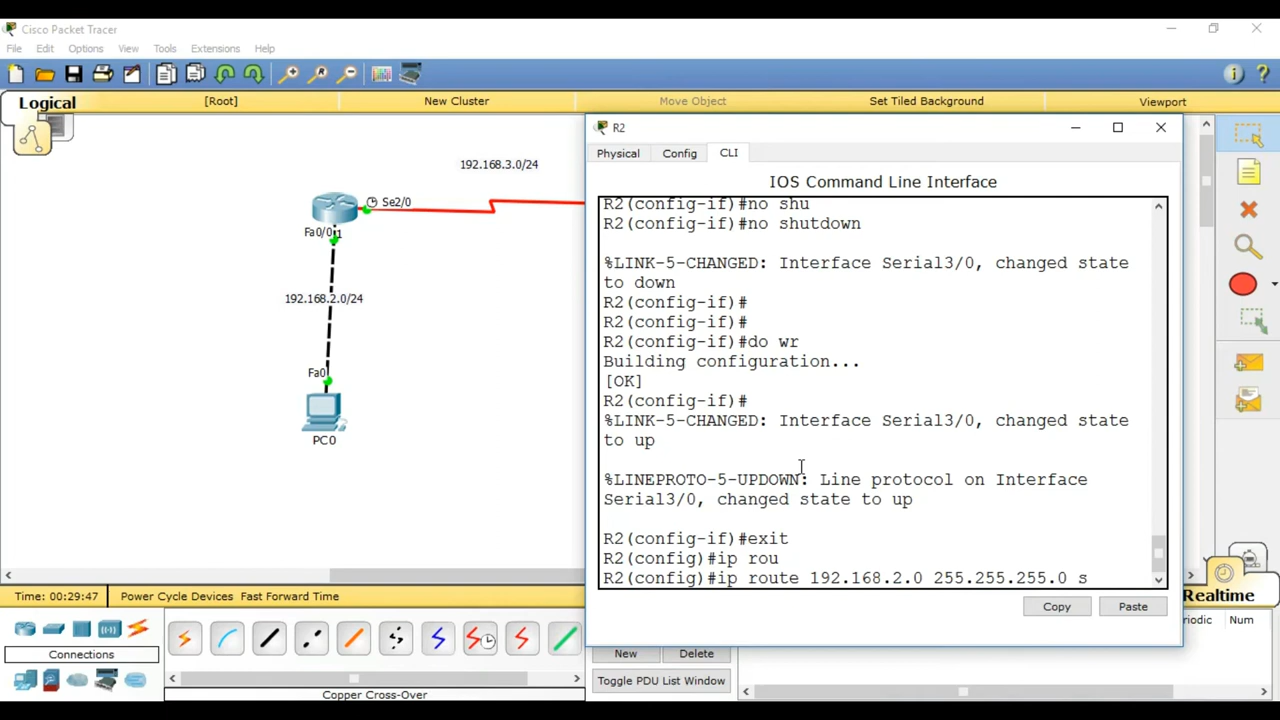 Cisco Packet Tracer
File Edit Options View Tools Extensions Help
Logical [Root] New Cluster Move Object Set Tiled Background Viewport
192.168.3.0/24
Se2/0
Fa0/0
1
192.168.2.0/24
Fa0
PC0
R2
Physical Config CLI
IOS Command Line Interface
R2(config-if)#no shu
R2(config-if)#no shutdown
%LINK-5-CHANGED: Interface Serial3/0, changed state
to down
R2(config-if)#
R2(config-if)#
R2(config-if)#do wr
Building configuration...
[OK]
R2(config-if)#
%LINK-5-CHANGED: Interface Serial3/0, changed state
to up
%LINEPROTO-5-UPDOWN: Line protocol on Interface
Serial3/0, changed state to up
R2(config-if)#exit
R2(config)#ip rou
R2(config)#ip route 192.168.2.0 255.255.255.0 s
Copy Paste
Time: 00:29:47 Power Cycle Devices Fast Forward Time Realtime
Connections
New Delete
Toggle PDU List Window
Num
Copper Cross-Over